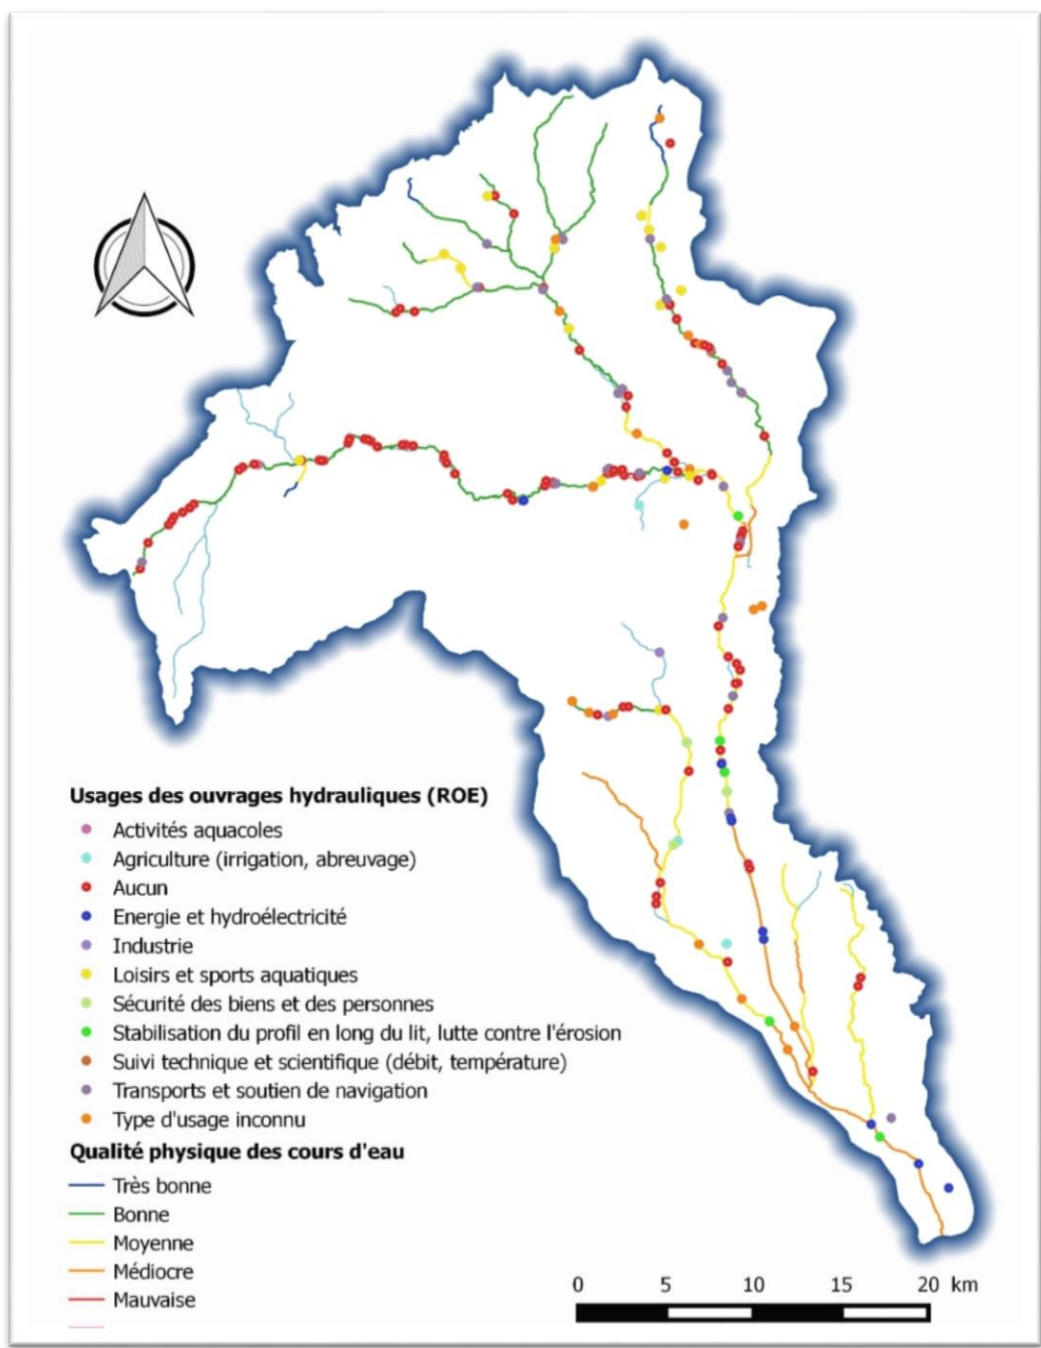 Usages des ouvrages hydrauliques (ROE)
Activités aquacoles
Agriculture (irrigation, abreuvage)
Aucun
Energie et hydroélectricité
Industrie
Loisirs et sports aquatiques
Sécurité des biens et des personnes
Stabilisation du profil en long du lit, lutte contre l'érosion
Suivi technique et scientifique (débit, température)
Transports et soutien de navigation
Type d'usage inconnu
Qualité physique des cours d'eau
Très bonne
Bonne
Moyenne
Médiocre
Mauvaise
0 5 10 15 20 km